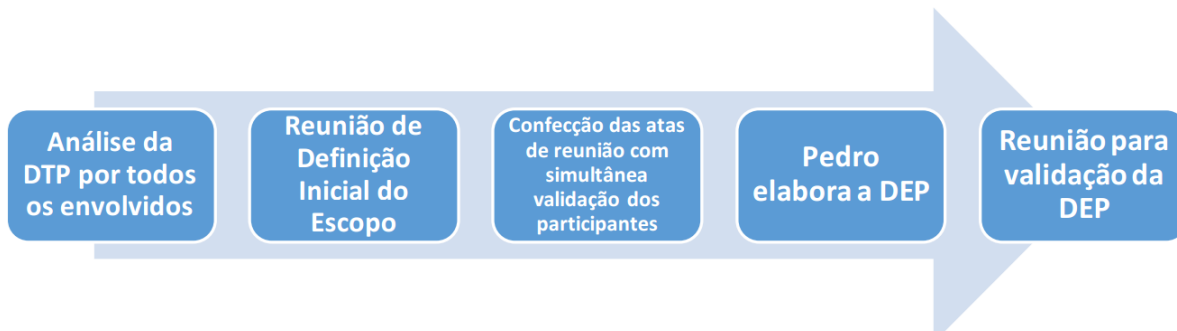 Análise da
DTP por todos
os envolvidos
Reunião de
Definição
Inicial do
Escopo
Confecção das atas
de reunião com
simultânea
validação dos
participantes
Pedro
elabora a DEP
Reunião para
validação da
DEP